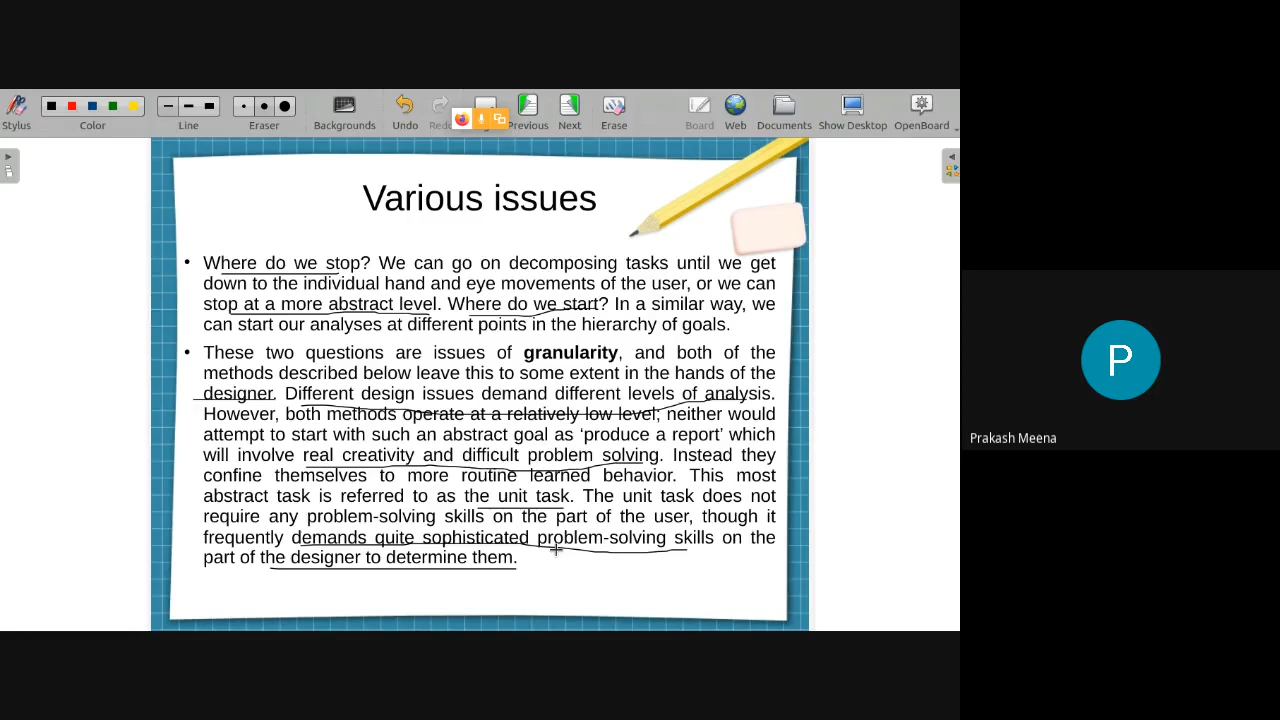 Stylus
Color
Line
Eraser
Backgrounds
Undo
Previous
Next
Erase
Board
Web
Documents
Show Desktop
OpenBoard
Various issues
• Where do we stop? We can go on decomposing tasks until we get
down to the individual hand and eye movements of the user, or we can
stop at a more abstract level. Where do we start? In a similar way, we
can start our analyses at different points in the hierarchy of goals.
• These two questions are issues of granularity, and both of the
methods described below leave this to some extent in the hands of the
designer. Different design issues demand different levels of analysis.
However, both methods operate at a relatively low level; neither would
attempt to start with such an abstract goal as ‘produce a report’ which
will involve real creativity and difficult problem solving. Instead they
confine themselves to more routine learned behavior. This most
abstract task is referred to as the unit task. The unit task does not
require any problem-solving skills on the part of the user, though it
frequently demands quite sophisticated problem-solving skills on the
part of the designer to determine them.
P
Prakash Meena